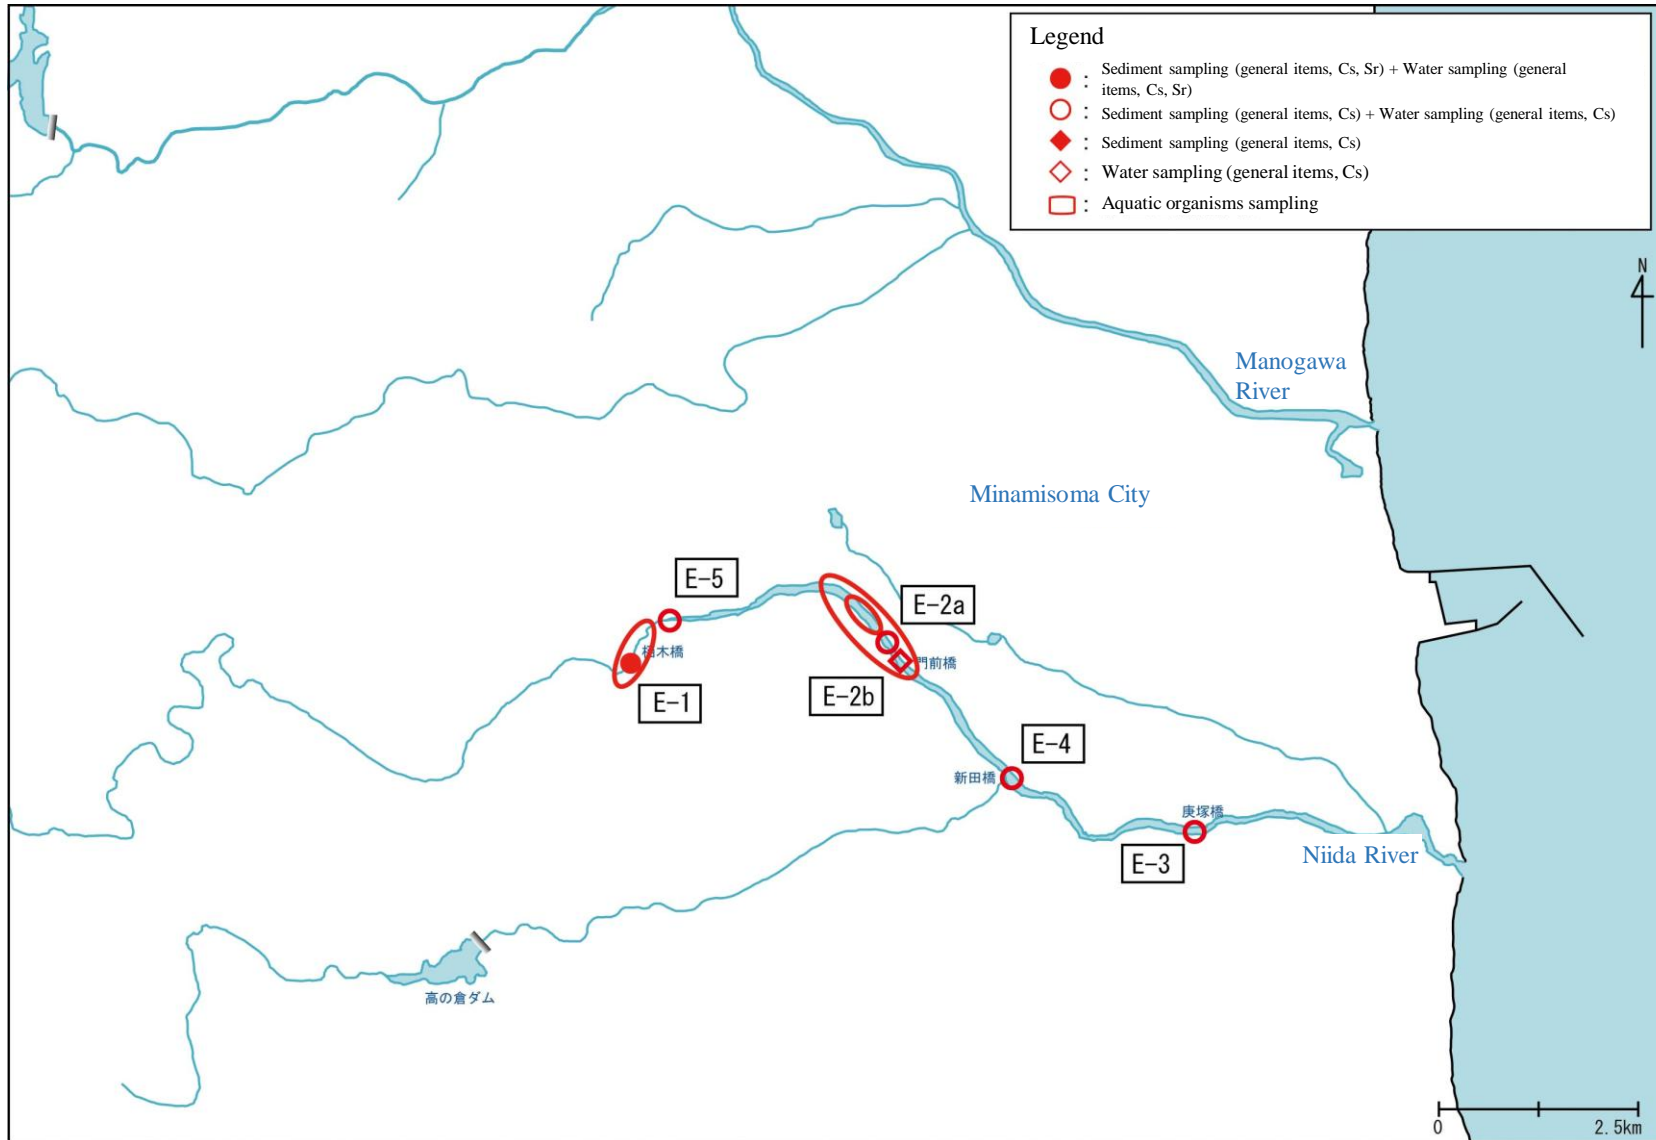 Legend
: Sediment sampling (general items, Cs, Sr) + Water sampling (general
items, Cs, Sr)
: Sediment sampling (general items, Cs) + Water sampling (general items, Cs)
: Sediment sampling (general items, Cs)
: Water sampling (general items, Cs)
: Aquatic organisms sampling
N
Manogawa
River
Minamisoma City
E-5
E-2a
木橋
門前橋
E-1
E-2b
E-4
新田橋
庚塚橋
E-3
Niida River
高の倉ダム
0 2.5km